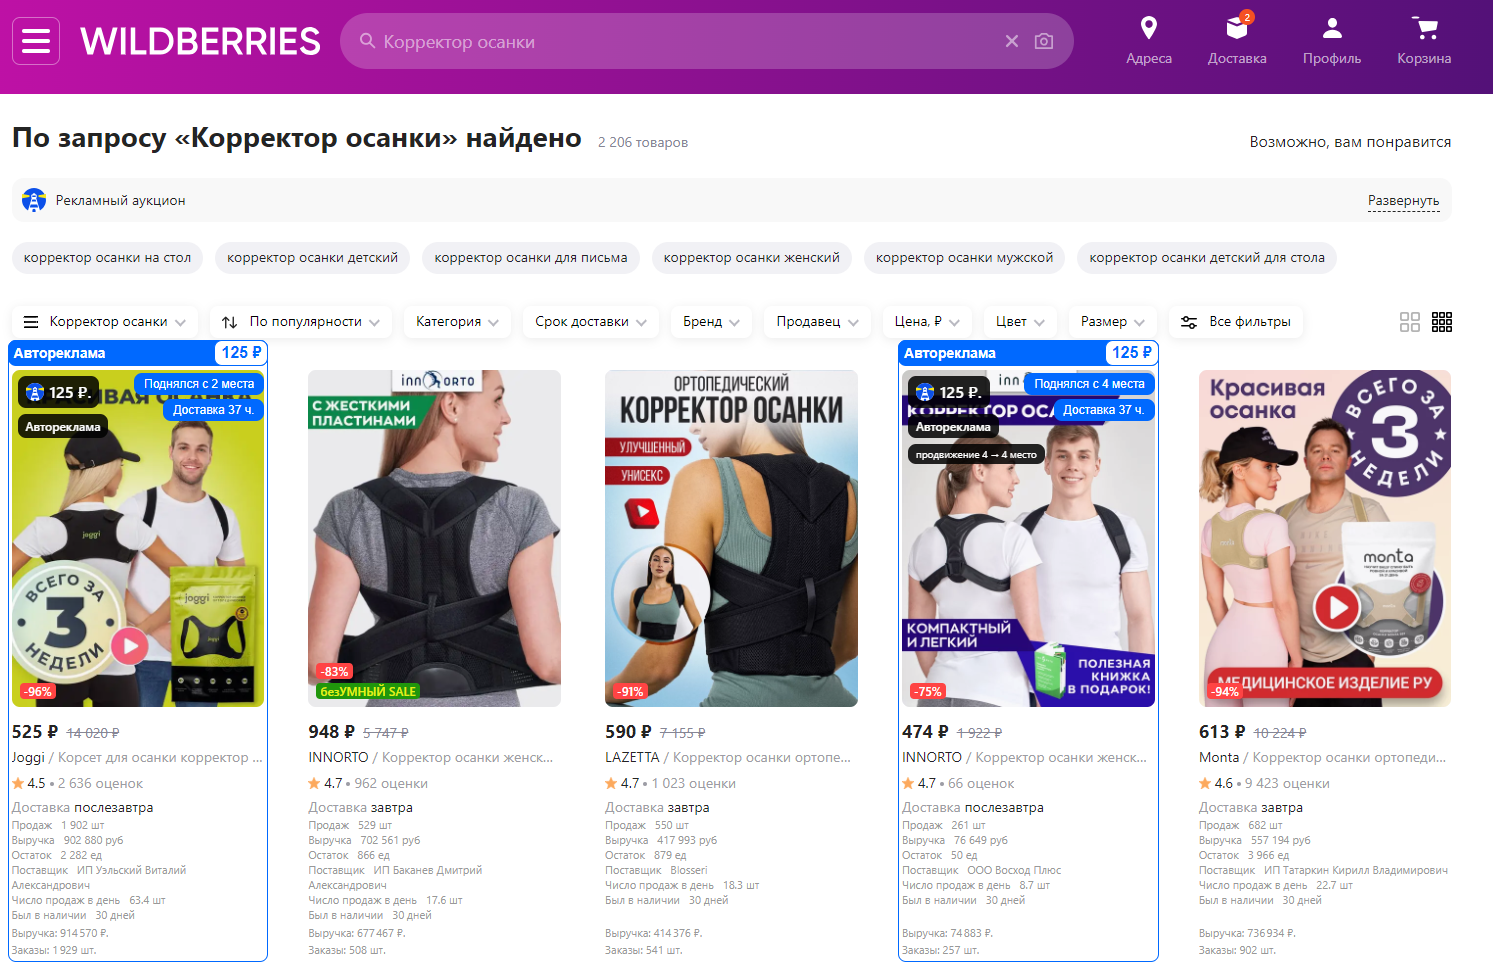 WILDBERRIES
Корректор осанки
Адреса
2
Доставка
Профиль
Корзина
По запросу «Корректор осанки» найдено 2 206 товаров
Возможно, вам понравится
Рекламный аукцион
Развернуть
корректор осанки на стол
корректор осанки детский
корректор осанки для письма
корректор осанки женский
корректор осанки мужской
корректор осанки детский для стола
Корректор осанки
По популярности
Категория
Срок доставки
Бренд
Продавец
Цена, ₽
Цвет
Размер
Все фильтры
Автореклама 125 ₽
125 ₽.
Поднялся с 2 места
Доставка 37 ч.
Автореклама
joggi
ВСЕГО ЗА
3
НЕДЕЛИ
joggi
-96%
525 ₽ 14 020 ₽
Joggi / Корсет для осанки корректор ...
4.5 • 2 636 оценок
Доставка послезавтра
Продаж 1 902 шт
Выручка 902 880 руб
Остаток 2 282 ед
Поставщик ИП Уэльский Виталий
Александрович
Число продаж в день 63.4 шт
Был в наличии 30 дней
Выручка: 914 570 ₽.
Заказы: 1 929 шт.
INNORTO
С ЖЕСТКИМИ
ПЛАСТИНАМИ
-83%
безУМНЫЙ SALE
948 ₽ 5 747 ₽
INNORTO / Корректор осанки женск...
4.7 • 962 оценки
Доставка завтра
Продаж 529 шт
Выручка 702 561 руб
Остаток 866 ед
Поставщик ИП Баканев Дмитрий
Александрович
Число продаж в день 17.6 шт
Был в наличии 30 дней
Выручка: 677 467 ₽.
Заказы: 508 шт.
ОРТОПЕДИЧЕСКИЙ
КОРРЕКТОР ОСАНКИ
УЛУЧШЕННЫЙ
УНИСЕКС
-91%
590 ₽ 7 155 ₽
LAZETTA / Корректор осанки ортопе...
4.7 • 1 023 оценки
Доставка завтра
Продаж 550 шт
Выручка 417 993 руб
Остаток 879 ед
Поставщик Blosseri
Число продаж в день 18.3 шт
Был в наличии 30 дней
Выручка: 414 376 ₽.
Заказы: 541 шт.
Автореклама 125 ₽
125 ₽.
Поднялся с 4 места
Доставка 37 ч.
Автореклама
продвижение 4 → 4 место
КОМПАКТНЫЙ
И ЛЕГКИЙ
ПОЛЕЗНАЯ
КНИЖКА
В ПОДАРОК!
-75%
474 ₽ 1 922 ₽
INNORTO / Корректор осанки женск...
4.7 • 66 оценок
Доставка послезавтра
Продаж 261 шт
Выручка 76 649 руб
Остаток 50 ед
Поставщик ООО Восход Плюс
Число продаж в день 8.7 шт
Был в наличии 30 дней
Выручка: 74 883 ₽.
Заказы: 257 шт.
Красивая
осанка
ВСЕГО ЗА
3
НЕДЕЛИ
monta
-94%
МЕДИЦИНСКОЕ ИЗДЕЛИЕ РУ
613 ₽ 10 224 ₽
Monta / Корректор осанки ортопеди...
4.6 • 9 423 оценки
Доставка завтра
Продаж 682 шт
Выручка 557 194 руб
Остаток 3 966 ед
Поставщик ИП Татаркин Кирилл Владимирович
Число продаж в день 22.7 шт
Был в наличии 30 дней
Выручка: 736 934 ₽.
Заказы: 902 шт.